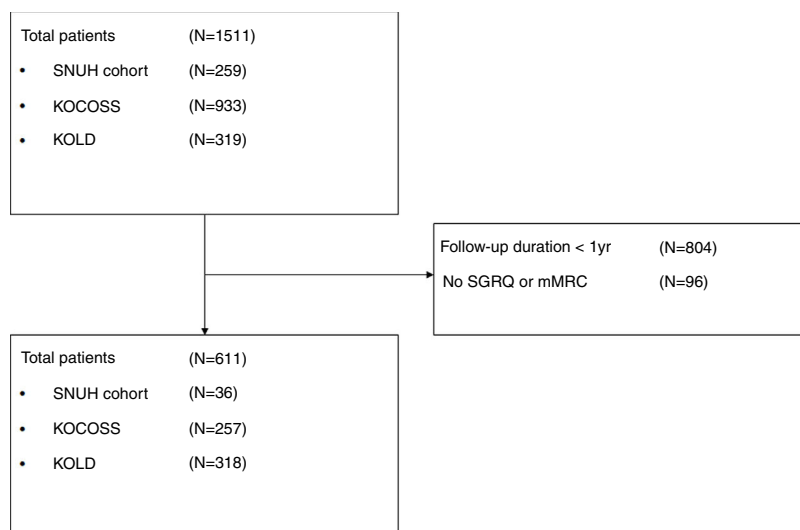 Total patients (N=1511)
• SNUH cohort (N=259)
• KOCOSS (N=933)
• KOLD (N=319)
Follow-up duration < 1yr (N=804)
No SGRQ or mMRC (N=96)
Total patients (N=611)
• SNUH cohort (N=36)
• KOCOSS (N=257)
• KOLD (N=318)